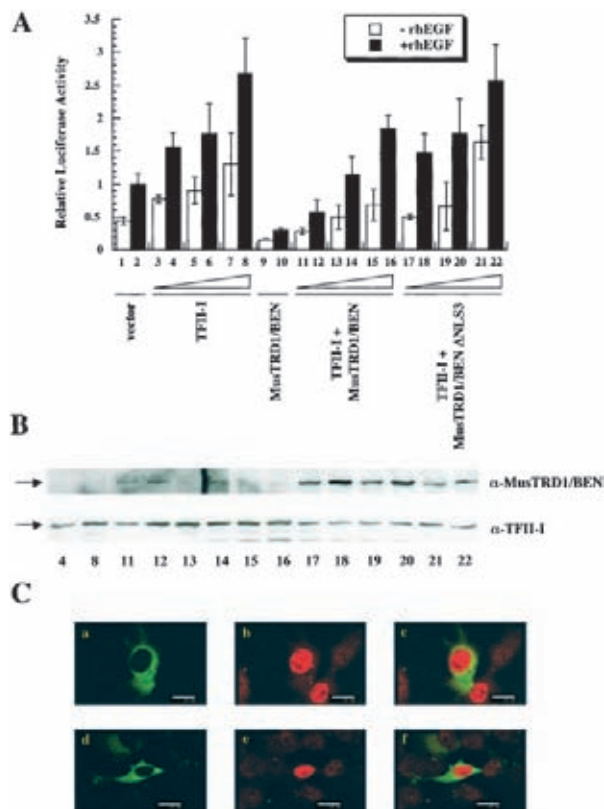 A
- rhEGF
+rhEGF
Relative Luciferase Activity
3.5
3
2.5
2
1.5
1
0.5
0
1 2 3 4 5 6 7 8 9 10 11 12 13 14 15 16 17 18 19 20 21 22
vector
TFII-I
MusTRD1/BEN
TFII-I +
MusTRD1/BEN
TFII-I +
MusTRD1/BEN ΔNLS3
B
α-MusTRD1/BEN
α-TFII-I
4 8 11 12 13 14 15 16 17 18 19 20 21 22
C
a
b
c
d
e
f